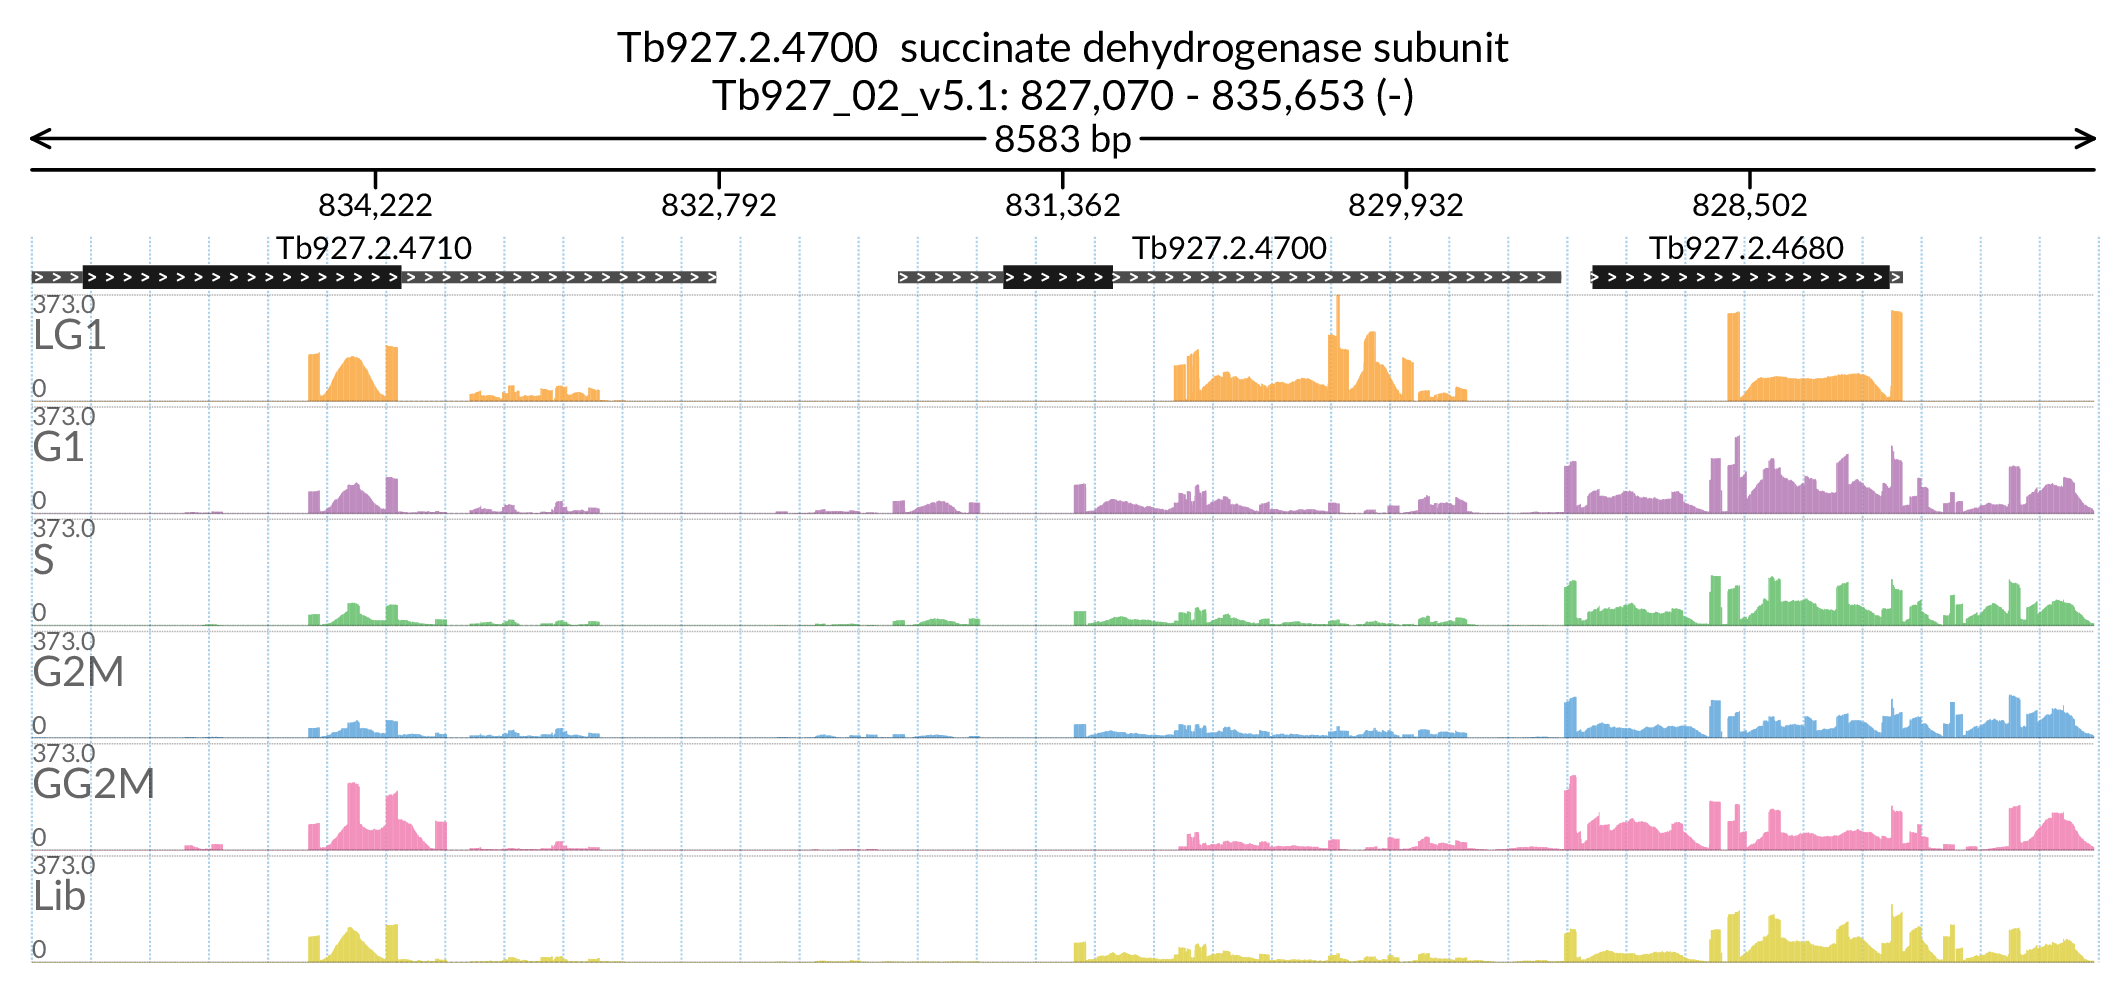 Tb927.2.4700  succinate dehydrogenase subunit
Tb927_02_v5.1: 827,070 - 835,653 (-)
8583 bp
834,222 832,792 831,362 829,932 828,502
Tb927.2.4710 Tb927.2.4700 Tb927.2.4680
373.0
LG1
0
373.0
G1
0
373.0
S
0
373.0
G2M
0
373.0
GG2M
0
373.0
Lib
0